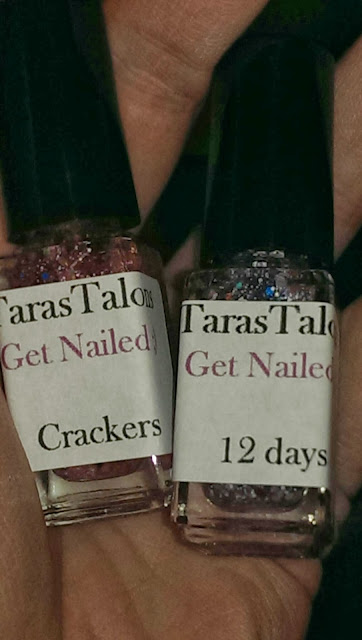 TarasTalons
Get Nailed:)
Crackers
TarasTalo
Get Nailed
12 days